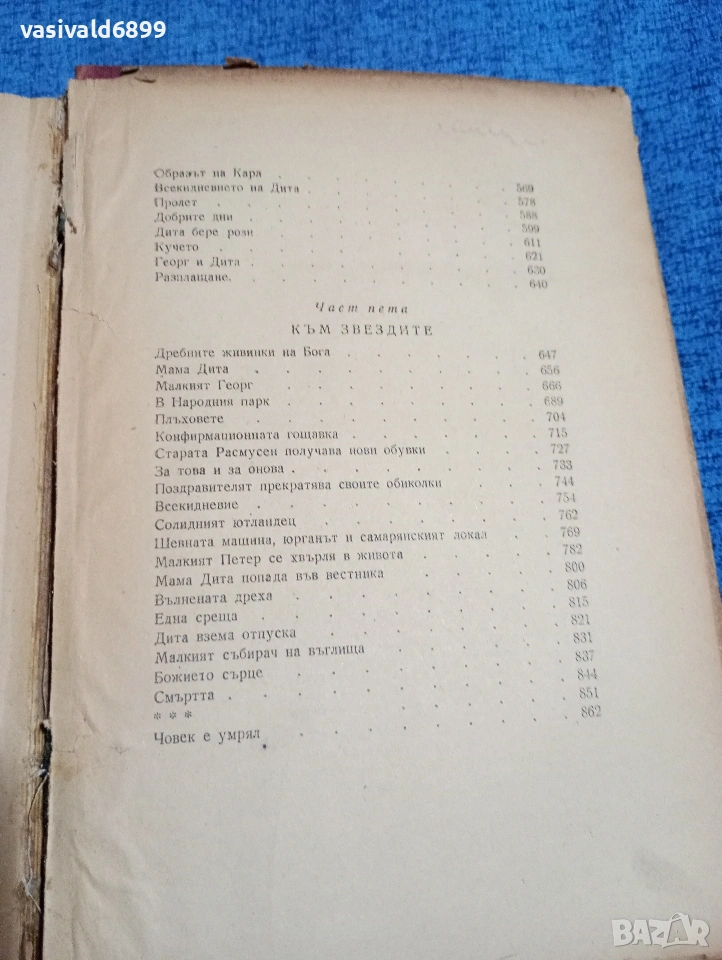 vasivald6899
Образът на Карл . . . . . . . 569
Всекидневието на Дита . . . . . . 578
Пролет . . . . . . . . 588
Добрите дни . . . . . . . 599
Дита бере рози . . . . . . . 611
Кучето . . . . . . . . 621
Георг и Дита . . . . . . . 630
Разплащане. . . . . . . . 640
Част пета
КЪМ ЗВЕЗДИТЕ
Дребните живинки на Бога . . . . . . 647
Мама Дита . . . . . . . . 656
Малкият Георг . . . . . . . . 666
В Народния парк . . . . . . . . 689
Плъховете . . . . . . . . 704
Конфирмационната гощавка . . . . . . 715
Старата Расмусен получава нови обувки . . . . 727
За това и за онова . . . . . . . 733
Поздравителят прекратява своите обиколки . . . . 744
Всекидневие . . . . . . . . 754
Солидният ютландец . . . . . . . 762
Шевната машина, юрганът и самарянският локал . . . 769
Малкият Петер се хвърля в живота . . . . . 782
Мама Дита попада във вестника . . . . . 800
Вълнената дреха . . . . . . . . 806
Една среща . . . . . . . . 815
Дита взема отпуска . . . . . . . 821
Малкият събирач на въглища . . . . . . 831
Божието сърце . . . . . . . . 837
Смъртта . . . . . . . . . 844
* * * . . . . . 851
Човек е умрял . . . . . . . . 862
BAZAR